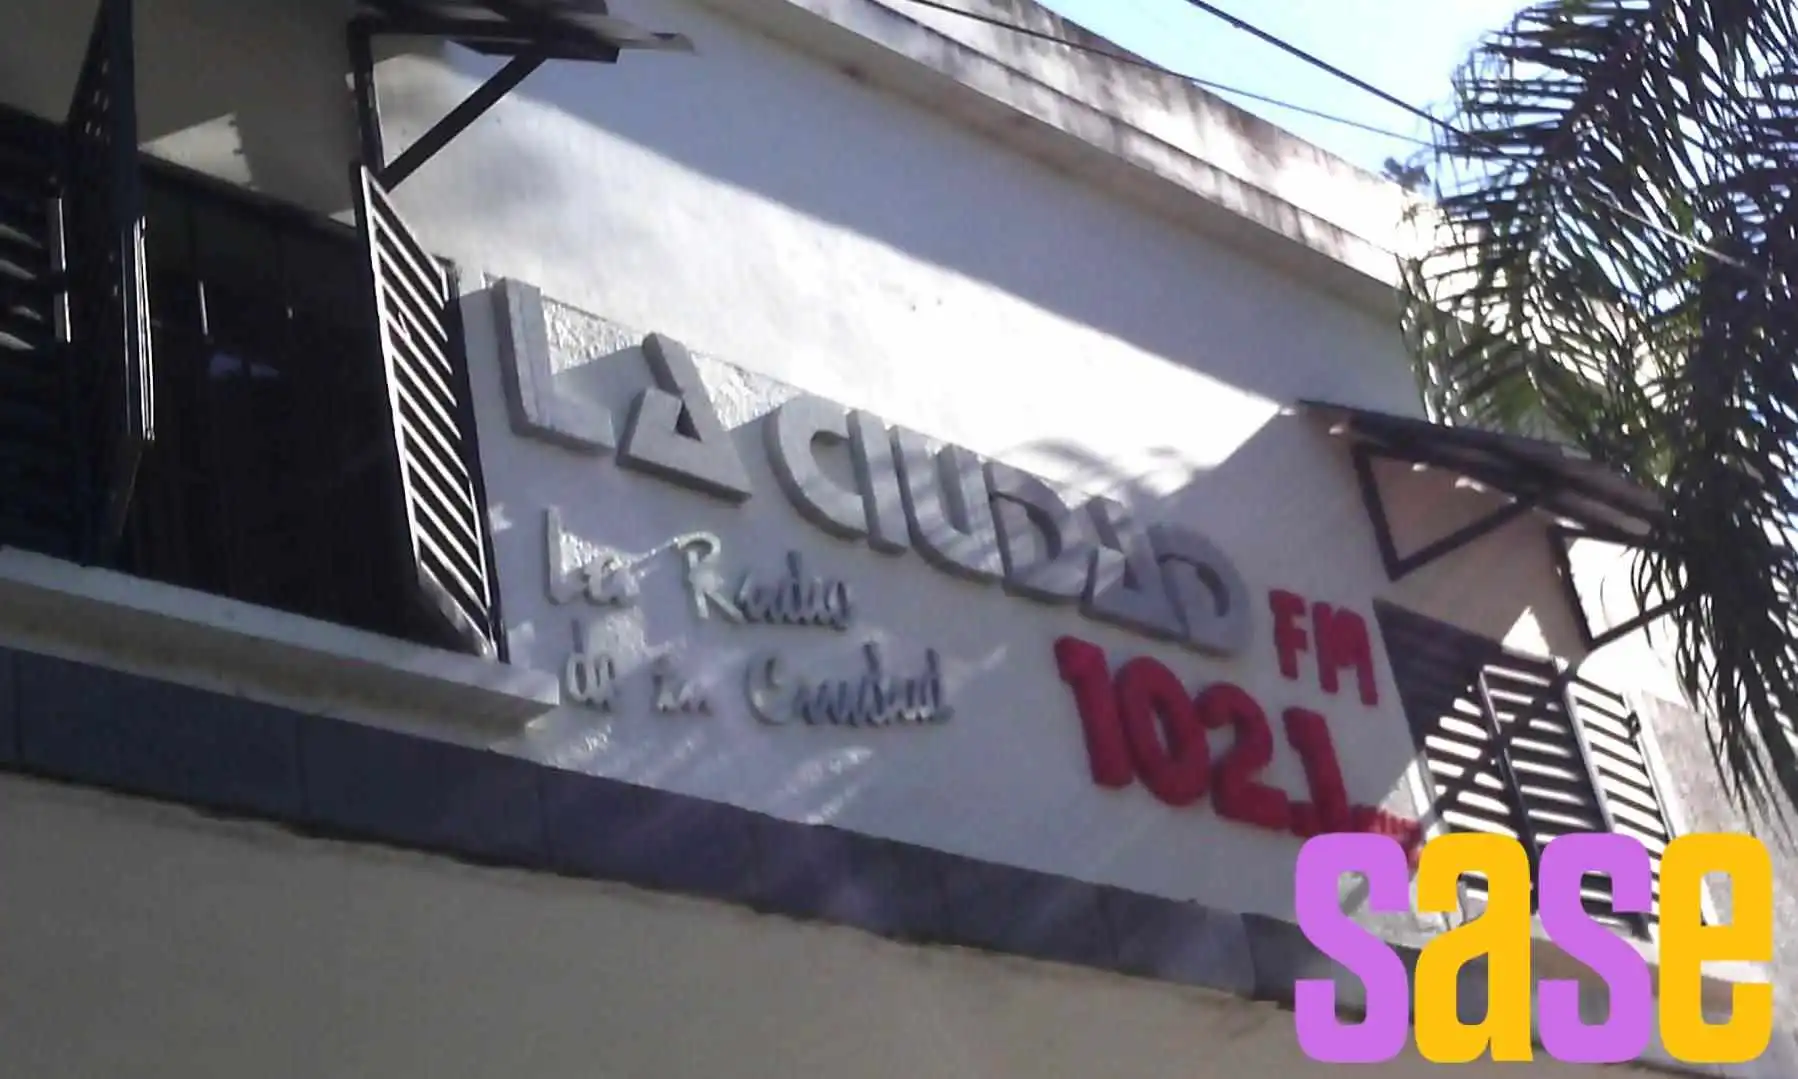 LA CIUDAD
FM
102.1
La Radio
de la Ciudad
sase